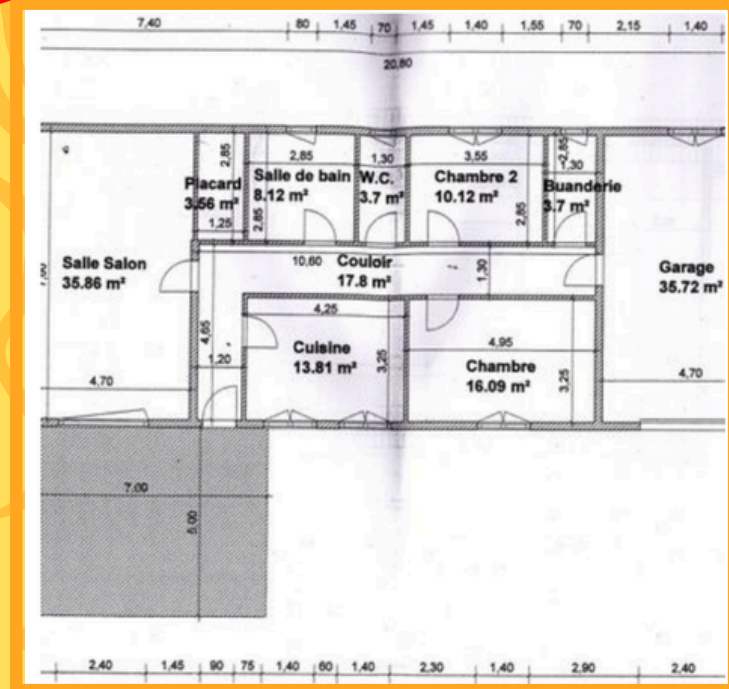 7,40 80 1,45 70 1,45 1,40 1,55 70 2,15 1,40
20,80
2,85 2,85 1,30 3,55 2,85 1,30
Placard
3.56 m²
1,25
Salle de bain
8.12 m²
2,85
W.C.
3.7 m²
Chambre 2
10.12 m²
2,85
Buanderie
3.7 m²
Salle Salon
35.86 m²
10,60
Couloir
17.8 m²
1,30
Garage
35.72 m²
4,65
4,25
1,20
Cuisine
13.81 m²
3,25
4,95
Chambre
16.09 m²
3,25
4,70
4,70
7.00
5,00
2,40 1,45 90 75 1,40 60 1,40 2,30 1,40 2,90 2,40